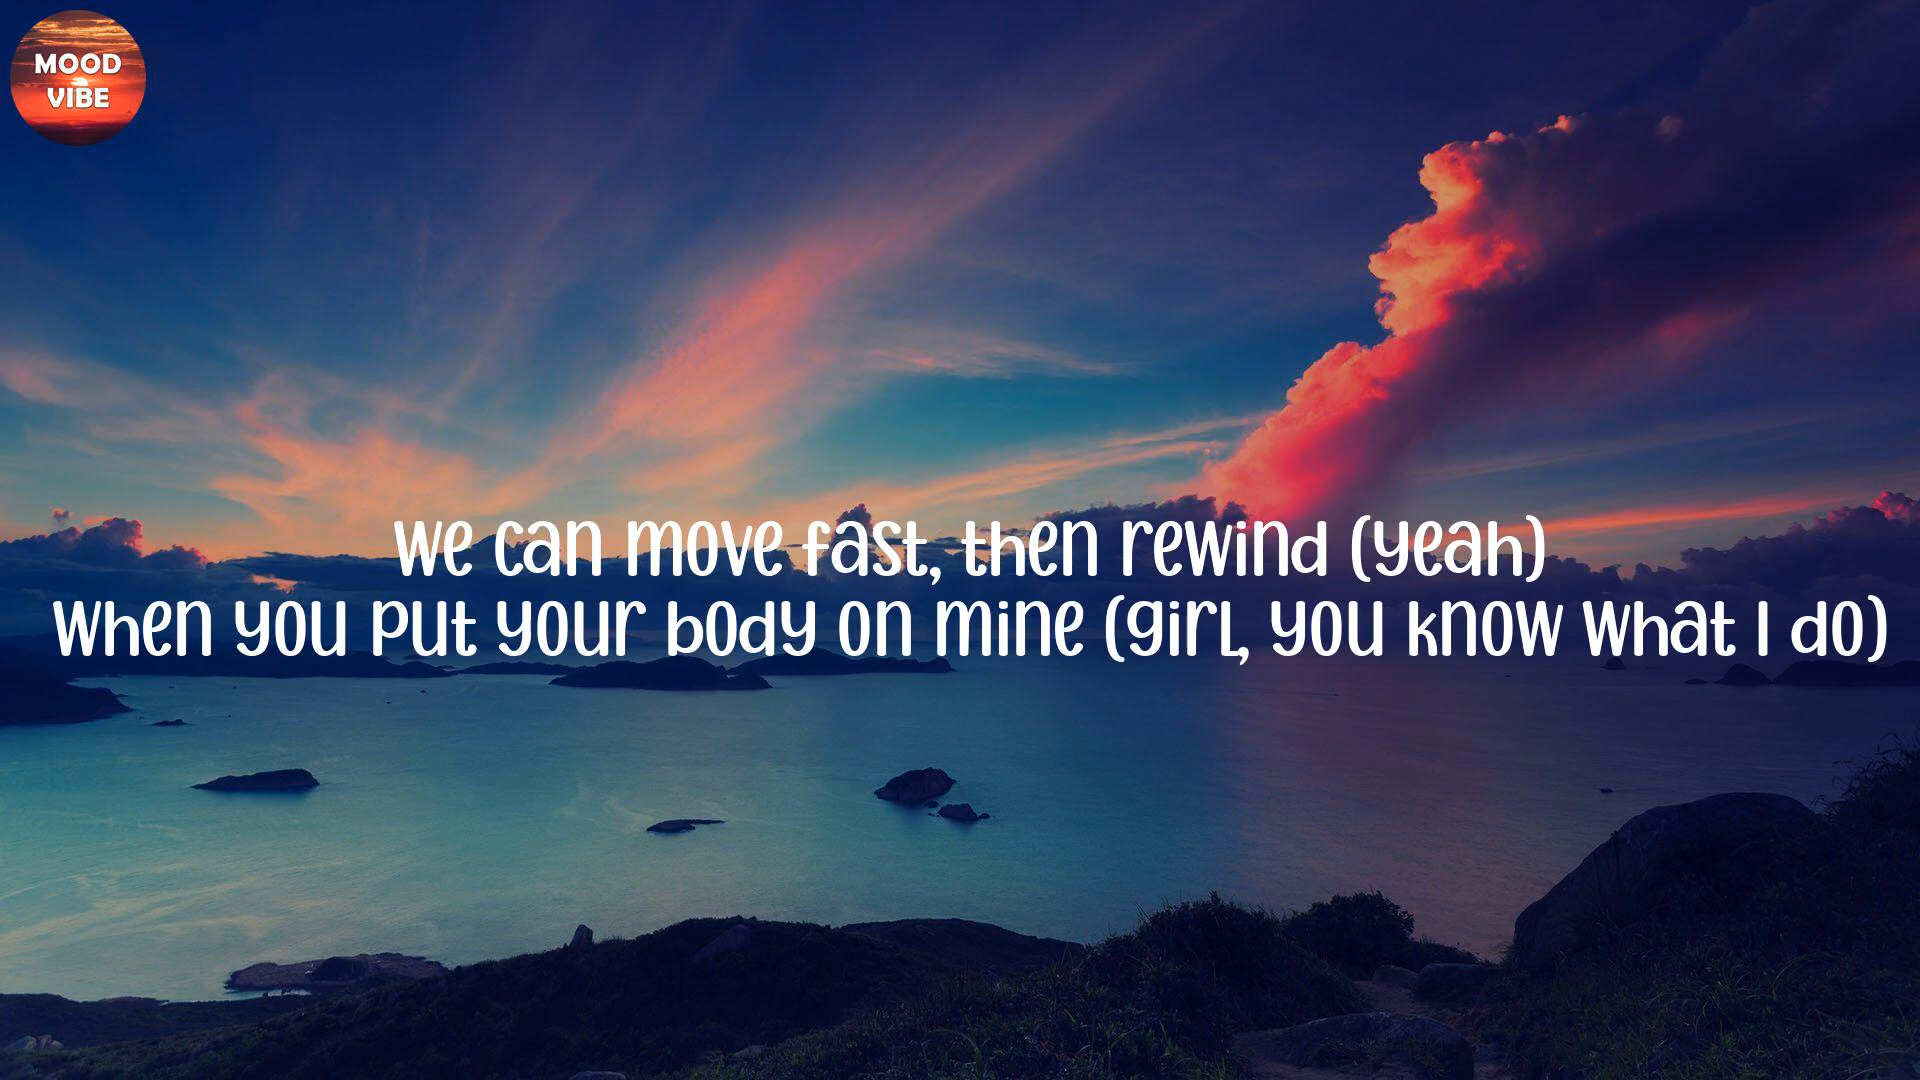 MOOD
VIBE
We can move fast, then rewind (yeah)
When you put your body on mine (girl, you know what I do)